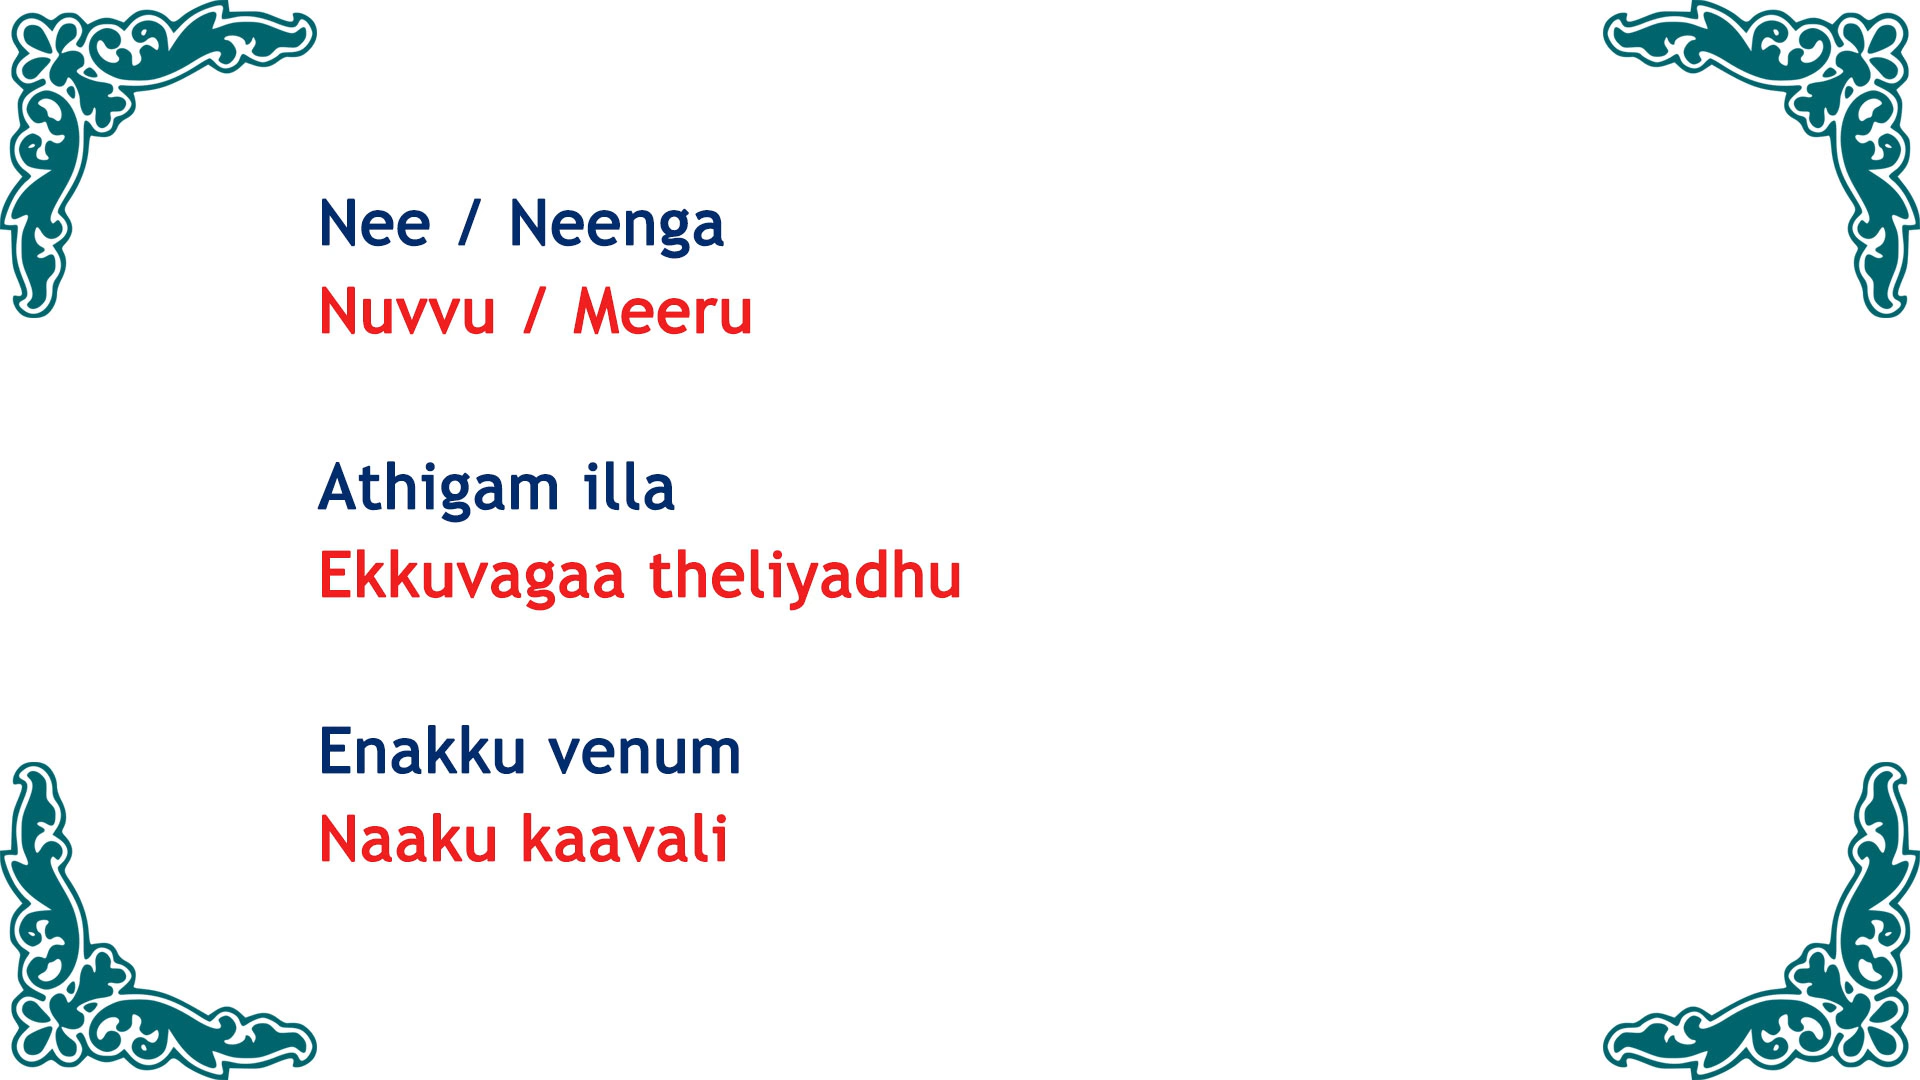 Nee / Neenga
Nuvvu / Meeru
Athigam illa
Ekkuvagaa theliyadhu
Enakku venum
Naaku kaavali